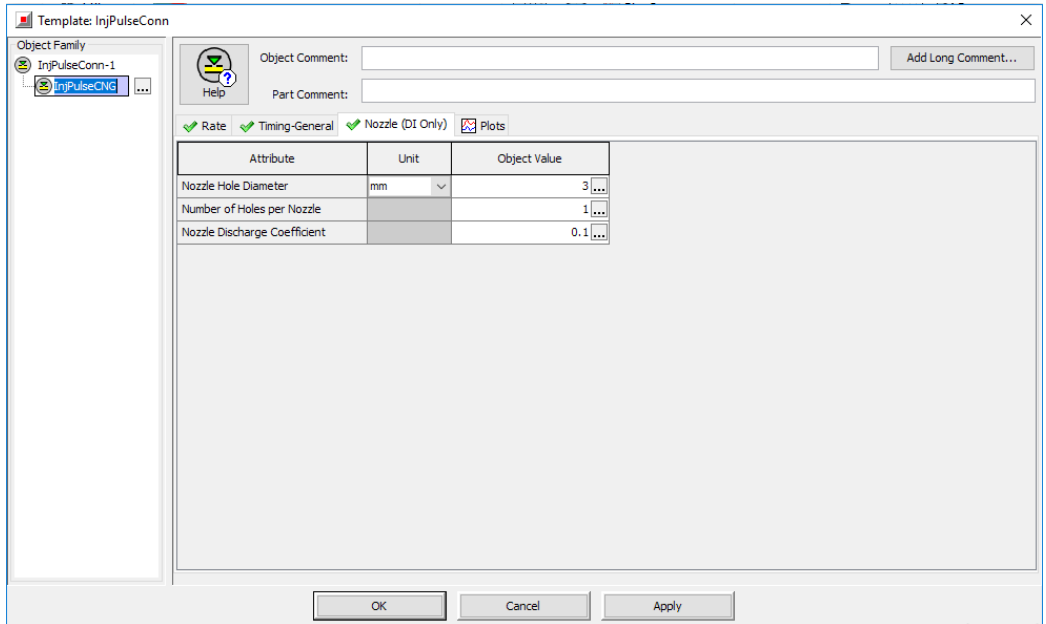 Template: InjPulseConn
Object Family
InjPulseConn-1
InjPulseCNG
...
Help
Object Comment:
Add Long Comment...
Part Comment:
Rate Timing-General Nozzle (DI Only) Plots
Attribute Unit Object Value
Nozzle Hole Diameter mm 3 ...
Number of Holes per Nozzle 1 ...
Nozzle Discharge Coefficient 0.1 ...
OK Cancel Apply